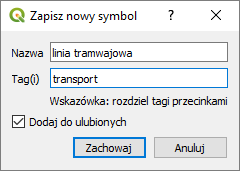 Zapisz nowy symbol
Nazwa linia tramwajowa
Tag(i) transport
Wskazówka: rozdziel tagi przecinkami
Dodaj do ulubionych
Zachowaj Anuluj